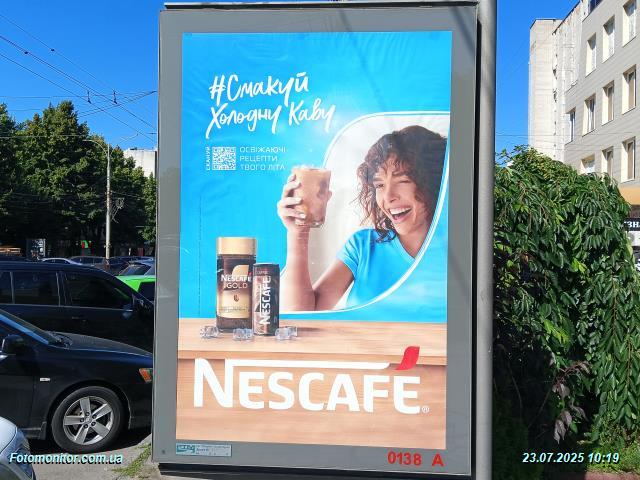 #Смакуй
Холодну Каву
СКАНУЙ
ОСВІЖАЮЧІ
РЕЦЕПТИ
ТВОГО ЛІТА
NESCAFÉ
GOLD
NESCAFÉ
NESCAFÉ®
0138 A
Fotomonitor.com.ua
23.07.2025 10:19